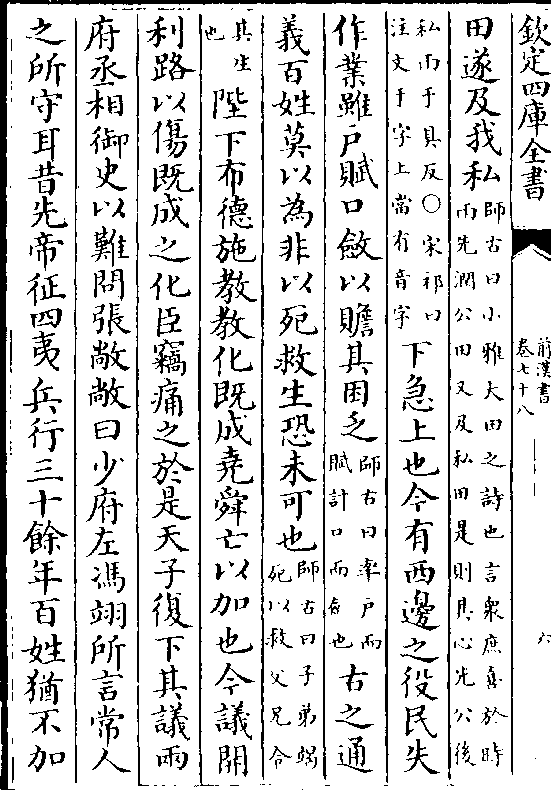 欽定四庫全書
前漢書
卷七十八
六
田遂及我私師古曰小雅大田之詩也言衆庶喜於時雨先潤公田又及私田是則其心先公後
私雨于具反○宋祁曰注文于字上當有音字下急上也今有西邊之役民失
作業雖戶賦口斂以贍其困乏師古曰率戶而賦計口而斂也古之通
義百姓莫以為非以死救生恐未可也師古曰子弟竭死以救父兄令
其生也陛下布德施教教化既成堯舜亡以加也今議開
利路以傷既成之化臣竊痛之於是天子復下其議兩
府丞相御史以難問張敞敞曰少府左馮翊所言常人
之所守耳昔先帝征四夷兵行三十餘年百姓猶不加